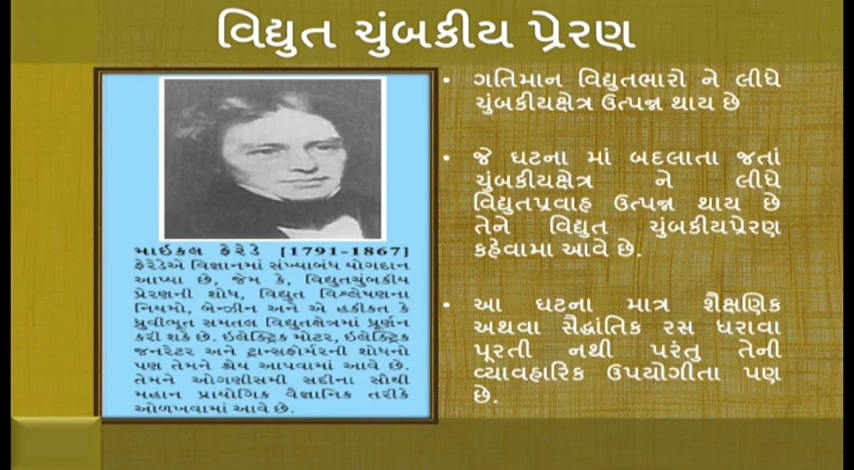 વિદ્યુત ચુંબકીય પ્રેરણ
માઈકલ ફેરેડે [1791-1867]
ફેરેડેએ વિજ્ઞાનમાં સંખ્યાબંધ યોગદાન
આપ્યા છે, જેમ કે, વિદ્યુતચુંબકીય
પ્રેરણની શોધ, વિદ્યુત વિશ્લેષણના
નિયમો, બેન્ઝીન અને એ હકીકત કે
ધ્રુવીભૂત સમતલ વિદ્યુતક્ષેત્રમાં ઘૂર્ણન
કરી શકે છે. ઇલેક્ટ્રિક મોટર, ઇલેક્ટ્રિક
જનરેટર અને ટ્રાન્સફોર્મરની શોધનો
પણ તેમને શ્રેય આપવામાં આવે છે.
તેમને ઓગણીસમી સદીના સૌથી
મહાન પ્રાયોગિક વૈજ્ઞાનિક તરીકે
ઓળખવામાં આવે છે.
• ગતિમાન વિદ્યુતભારો ને લીધે
ચુંબકીયક્ષેત્ર ઉત્પન્ન થાય છે
• જે ઘટના માં બદલાતા જતાં
ચુંબકીયક્ષેત્ર ને લીધે
વિદ્યુતપ્રવાહ ઉત્પન્ન થાય છે
તેને વિદ્યુત ચુંબકીયપ્રેરણ
કહેવામા આવે છે.
• આ ઘટના માત્ર શૈક્ષણિક
અથવા સૈદ્ધાંતિક રસ ધરાવા
પૂરતી નથી પરંતુ તેની
વ્યાવહારિક ઉપયોગીતા પણ
છે.